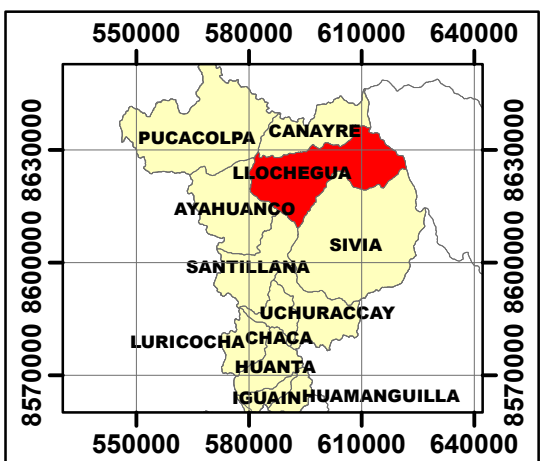 550000 580000 610000 640000
8630000
8630000
8600000
8600000
8570000
8570000
CANAYRE
PUCACOLPA
LLOCHEGUA
AYAHUANCO
SIVIA
SANTILLANA
UCHURACCAY
LURICOCHA CHACA
HUANTA
IGUAIN HUAMANGUILLA
550000 580000 610000 640000